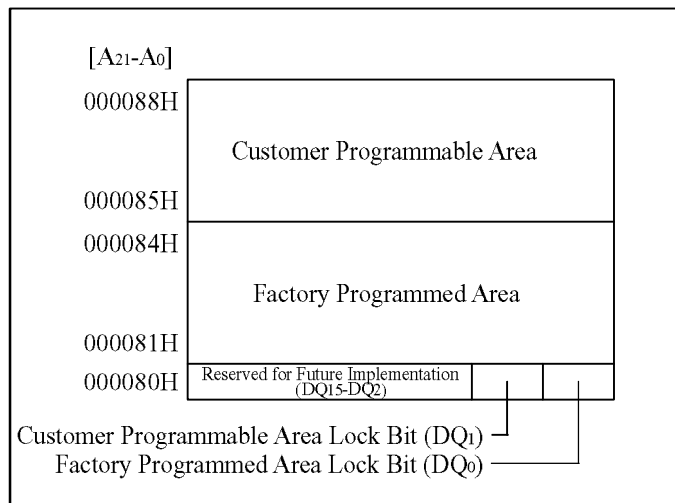 [A21-A0]
000088H
Customer Programmable Area
000085H
000084H
Factory Programmed Area
000081H
000080H
Reserved for Future Implementation
(DQ15-DQ2)
Customer Programmable Area Lock Bit (DQ1)
Factory Programmed Area Lock Bit (DQ0)